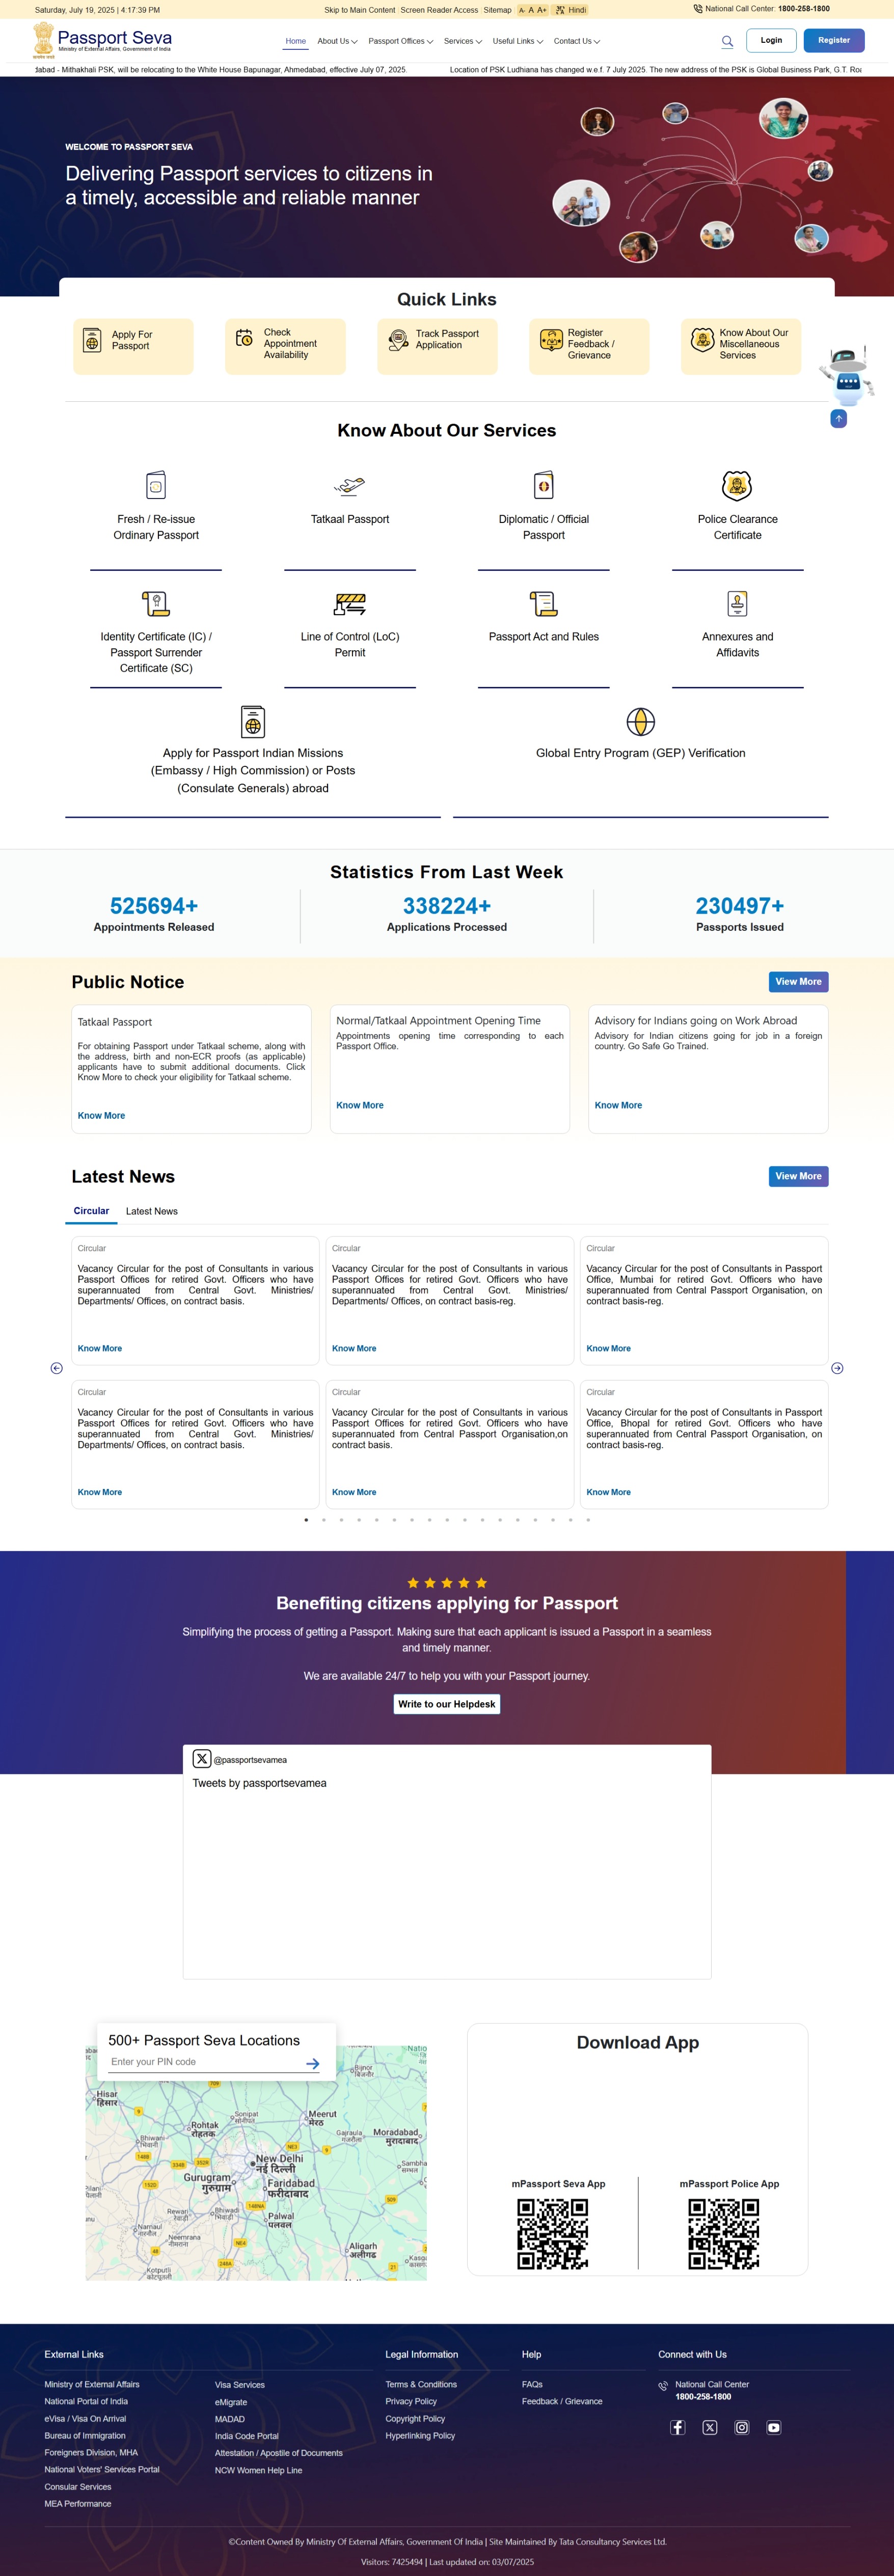 Saturday, July 19, 2025 | 4:17:39 PM
Skip to Main Content Screen Reader Access Sitemap A- A A+ Hindi
National Call Center: 1800-258-1800
Passport Seva
Ministry of External Affairs, Government of India
Home About Us Passport Offices Services Useful Links Contact Us
Login
Register
dabad - Mithakhali PSK, will be relocating to the White House Bapunagar, Ahmedabad, effective July 07, 2025.
Location of PSK Ludhiana has changed w.e.f. 7 July 2025. The new address of the PSK is Global Business Park, G.T. Roa
WELCOME TO PASSPORT SEVA
Delivering Passport services to citizens in
a timely, accessible and reliable manner
Quick Links
Apply For
Passport
Check
Appointment
Availability
Track Passport
Application
Register
Feedback /
Grievance
Know About Our
Miscellaneous
Services
Know About Our Services
Fresh / Re-issue
Ordinary Passport
Tatkaal Passport
Diplomatic / Official
Passport
Police Clearance
Certificate
Identity Certificate (IC) /
Passport Surrender
Certificate (SC)
Line of Control (LoC)
Permit
Passport Act and Rules
Annexures and
Affidavits
Apply for Passport Indian Missions
(Embassy / High Commission) or Posts
(Consulate Generals) abroad
Global Entry Program (GEP) Verification
Statistics From Last Week
525694+
Appointments Released
338224+
Applications Processed
230497+
Passports Issued
Public Notice
View More
Tatkaal Passport
For obtaining Passport under Tatkaal scheme, along with
the address, birth and non-ECR proofs (as applicable)
applicants have to submit additional documents. Click
Know More to check your eligibility for Tatkaal scheme.
Know More
Normal/Tatkaal Appointment Opening Time
Appointments opening time corresponding to each
Passport Office.
Know More
Advisory for Indians going on Work Abroad
Advisory for Indian citizens going for job in a foreign
country. Go Safe Go Trained.
Know More
Latest News
View More
Circular Latest News
Circular
Vacancy Circular for the post of Consultants in various
Passport Offices for retired Govt. Officers who have
superannuated from Central Govt. Ministries/
Departments/ Offices, on contract basis.
Know More
Circular
Vacancy Circular for the post of Consultants in various
Passport Offices for retired Govt. Officers who have
superannuated from Central Govt. Ministries/
Departments/ Offices, on contract basis-reg.
Know More
Circular
Vacancy Circular for the post of Consultants in Passport
Office, Mumbai for retired Govt. Officers who have
superannuated from Central Passport Organisation, on
contract basis-reg.
Know More
Circular
Vacancy Circular for the post of Consultants in various
Passport Offices for retired Govt. Officers who have
superannuated from Central Govt. Ministries/
Departments/ Offices, on contract basis.
Know More
Circular
Vacancy Circular for the post of Consultants in various
Passport Offices for retired Govt. Officers who have
superannuated from Central Passport Organisation,on
contract basis.
Know More
Circular
Vacancy Circular for the post of Consultants in Passport
Office, Bhopal for retired Govt. Officers who have
superannuated from Central Passport Organisation, on
contract basis-reg.
Know More
Benefiting citizens applying for Passport
Simplifying the process of getting a Passport. Making sure that each applicant is issued a Passport in a seamless
and timely manner.
We are available 24/7 to help you with your Passport journey.
Write to our Helpdesk
@passportsevamea
Tweets by passportsevamea
500+ Passport Seva Locations
Enter your PIN code
Bijnor
बिजनौर
Hisar
हिसार
Sonipat
सोनीपत
Meerut
मेरठ
Rohtak
रोहतक
Gajraula
गजरौला
Moradabad
मुरादाबाद
Bhiwani
भिवानी
New Delhi
नई दिल्ली
Gurugram
गुरुग्राम
Faridabad
फरीदाबाद
Rewari
रेवाड़ी
Bhiwadi
भिवाड़ी
Palwal
पलवल
Narnaul
नारनौल
Neemrana
नीमराना
Aligarh
अलीगढ़
Kotputli
कोटपूतली
Download App
mPassport Seva App
mPassport Police App
External Links
Ministry of External Affairs
National Portal of India
eVisa / Visa On Arrival
Bureau of Immigration
Foreigners Division, MHA
National Voters' Services Portal
Consular Services
MEA Performance
Visa Services
eMigrate
MADAD
India Code Portal
Attestation / Apostile of Documents
NCW Women Help Line
Legal Information
Terms & Conditions
Privacy Policy
Copyright Policy
Hyperlinking Policy
Help
FAQs
Feedback / Grievance
Connect with Us
National Call Center
1800-258-1800
©Content Owned By Ministry Of External Affairs, Government Of India | Site Maintained By Tata Consultancy Services Ltd.
Visitors: 7425494 | Last updated on: 03/07/2025